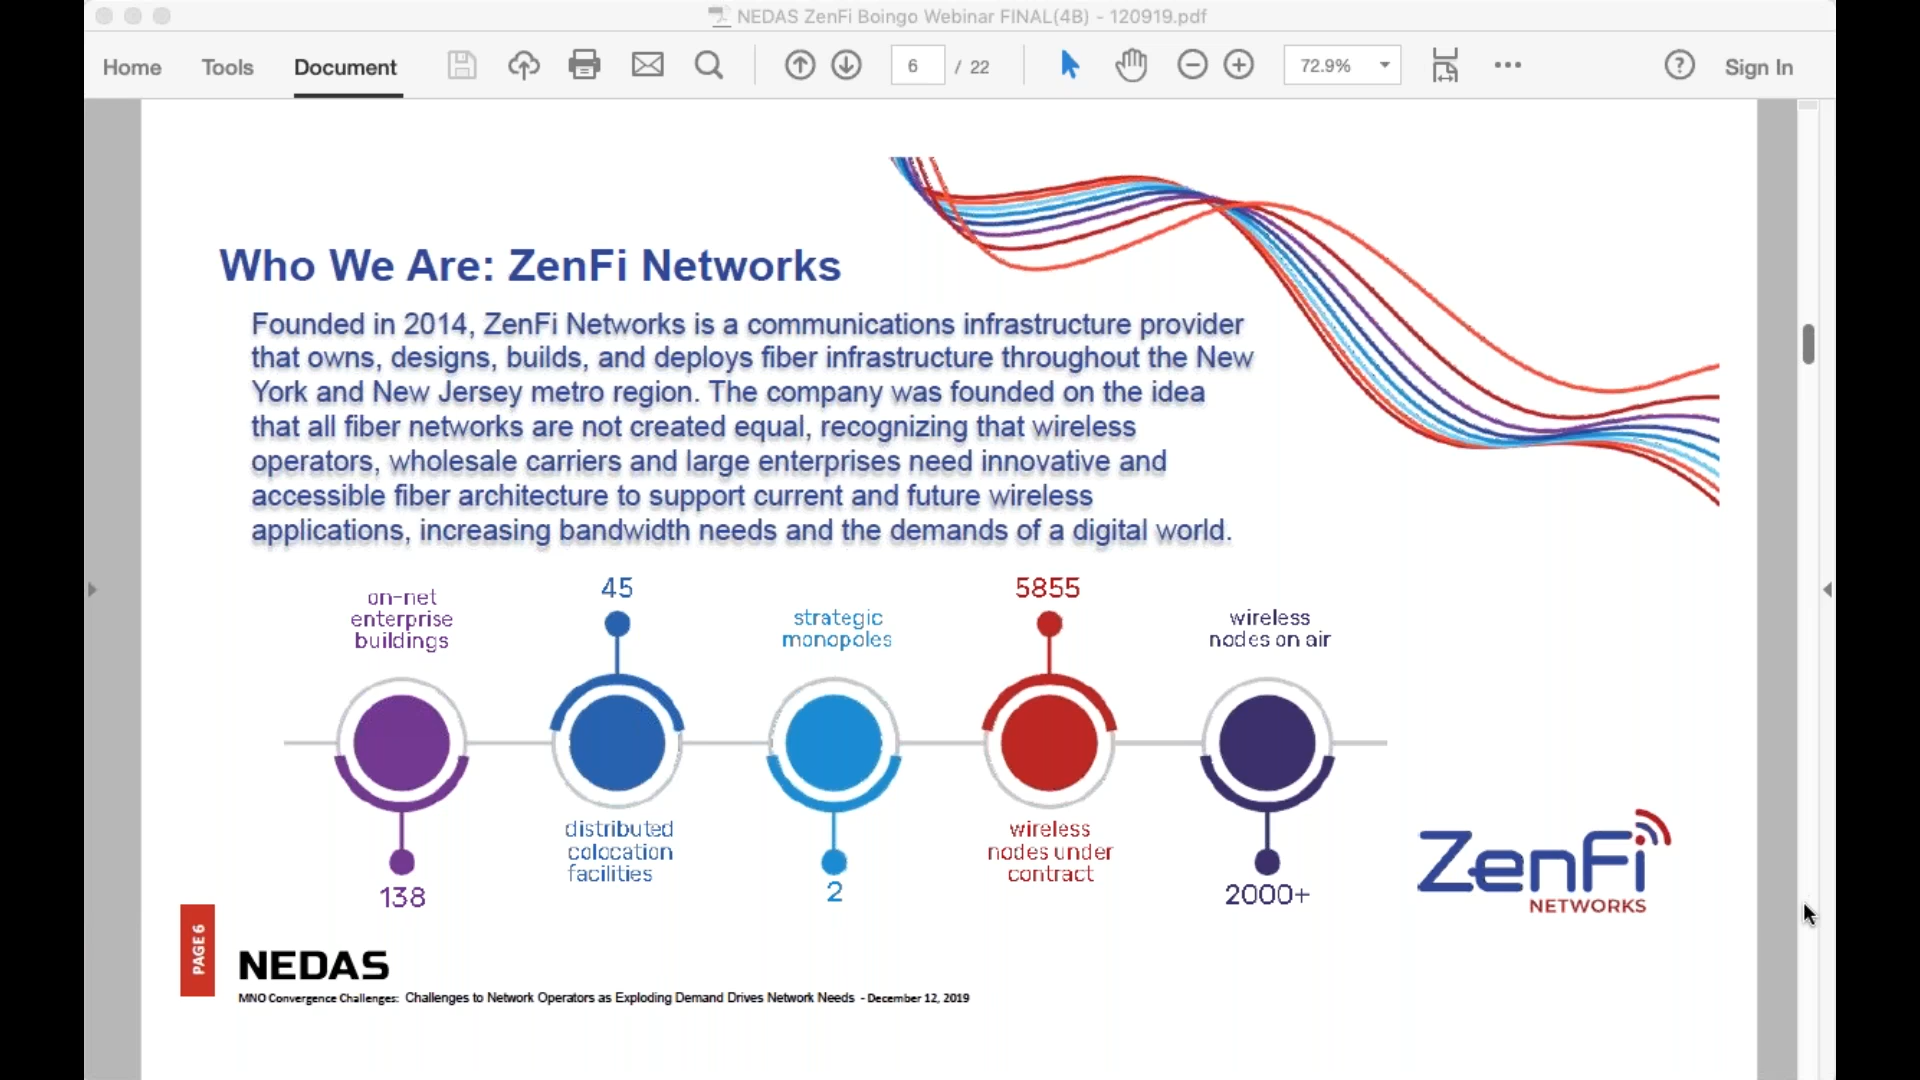 NEDAS ZenFi Boingo Webinar FINAL(4B) - 120919.pdf
Home Tools Document 6 / 22 72.9% Sign In
Who We Are: ZenFi Networks
Founded in 2014, ZenFi Networks is a communications infrastructure provider
that owns, designs, builds, and deploys fiber infrastructure throughout the New
York and New Jersey metro region. The company was founded on the idea
that all fiber networks are not created equal, recognizing that wireless
operators, wholesale carriers and large enterprises need innovative and
accessible fiber architecture to support current and future wireless
applications, increasing bandwidth needs and the demands of a digital world.
on-net
enterprise
buildings
138
45
distributed
colocation
facilities
strategic
monopoles
2
5855
wireless
nodes under
contract
wireless
nodes on air
2000+
ZenFi
NETWORKS
PAGE 6
NEDAS
MNO Convergence Challenges: Challenges to Network Operators as Exploding Demand Drives Network Needs - December 12, 2019